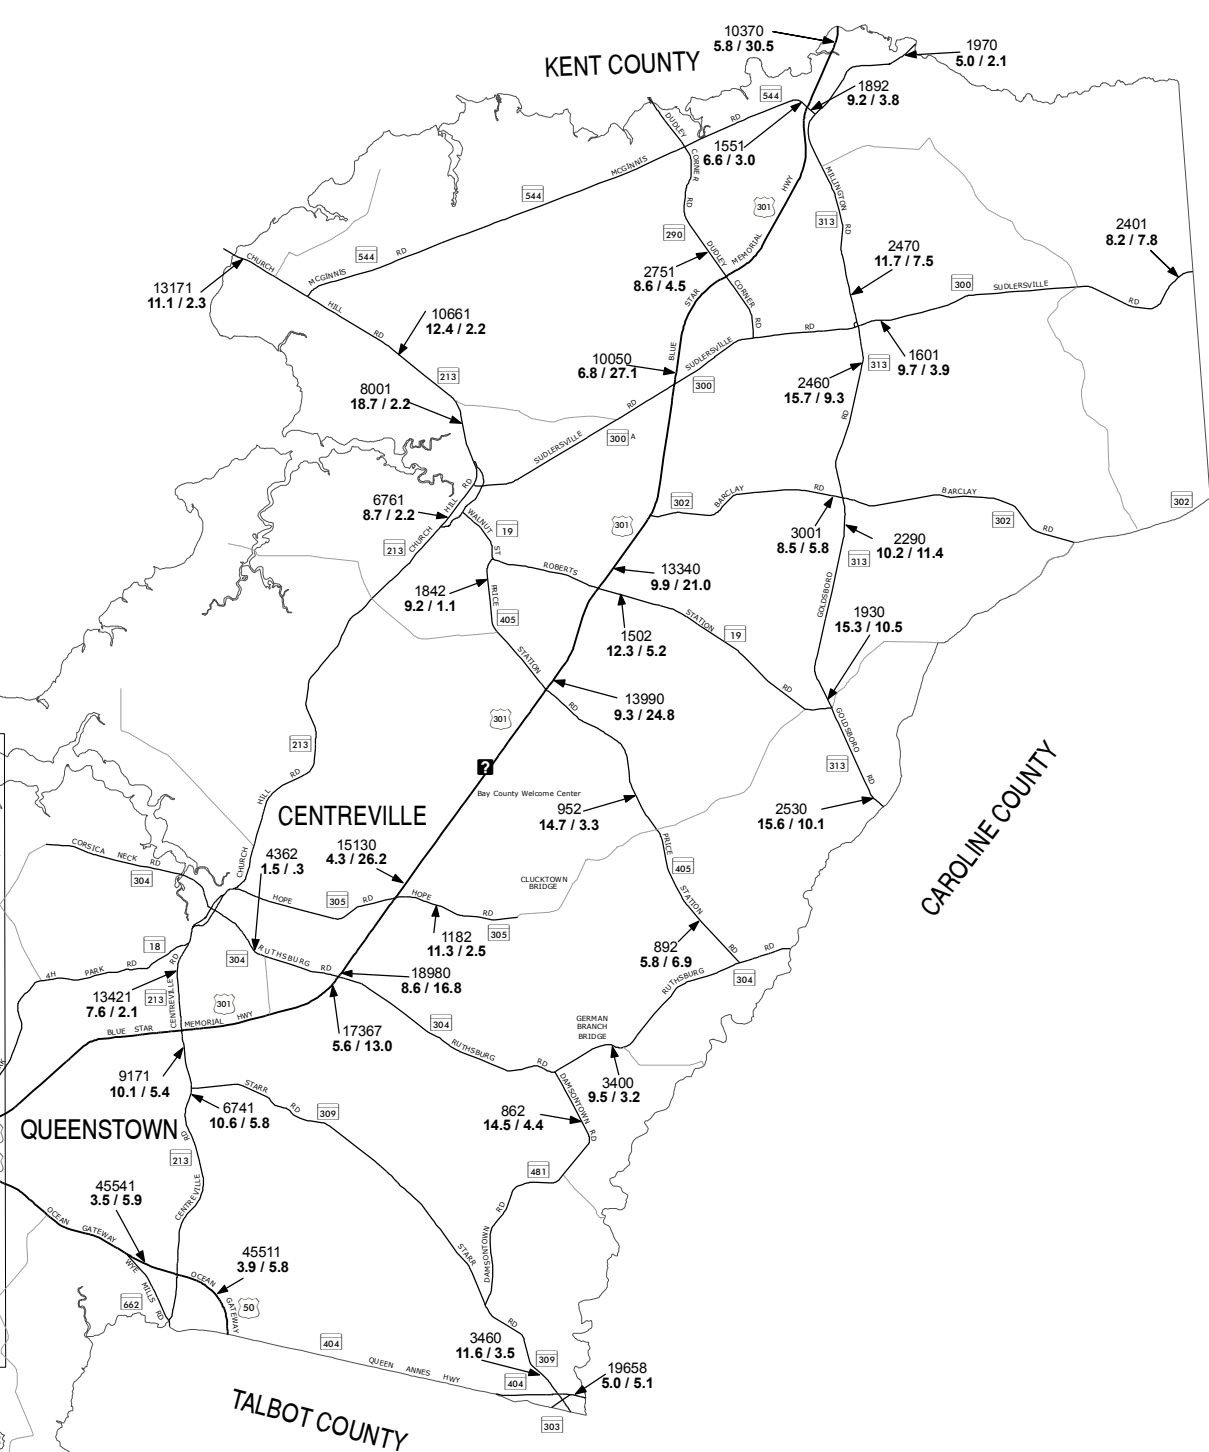 10370
5.8 / 30.5
KENT COUNTY
1970
5.0 / 2.1
544
1892
9.2 / 3.8
DUDLEY
RD
1551
6.6 / 3.0
CORNER
RD
MCGINNIS
544
HWY
301
MILLINGTON
RD
313
290
DUDLEY
MEMORIAL
2401
8.2 / 7.8
544
RD
CHURCH
MCGINNIS
2470
11.7 / 7.5
2751
8.6 / 4.5
13171
11.1 / 2.3
CORNER
RD
STAR
300
SUDLERSVILLE
RD
HILL
RD
10661
12.4 / 2.2
RD
SUDLERSVILLE
BLUE
10050
6.8 / 27.1
1601
9.7 / 3.9
313
2460
15.7 / 9.3
213
300
8001
18.7 / 2.2
RD
RD
300 A
SUDLERSVILLE
RD
6761
8.7 / 2.2
HILL
CHURCH
213
WALNUT
ST
19
301
302
BARCLAY
RD
BARCLAY
302
RD
302
3001
8.5 / 5.8
2290
10.2 / 11.4
313
ROBERTS
13340
9.9 / 21.0
1842
9.2 / 1.1
PRICE
405
GOLDSBORO
STATION
19
1502
12.3 / 5.2
1930
15.3 / 10.5
STATION
RD
RD
13990
9.3 / 24.8
301
GOLDSBORO
213
313
RD
?
Bay County Welcome Center
RD
HILL
952
14.7 / 3.3
2530
15.6 / 10.1
CENTREVILLE
CAROLINE COUNTY
CORSICA NECK RD
304
CHURCH
4362
1.5 / .3
15130
4.3 / 26.2
PRICE
405
CLUCKTOWN
BRIDGE
HOPE
305
RD
HOPE
RD
305
STATION
RD
1182
11.3 / 2.5
892
5.8 / 6.9
RD
18
304
RUTHSBURG
RD
4H PARK RD
RD
18980
8.6 / 16.8
RUTHSBURG
304
13421
7.6 / 2.1
213
CENTREVILLE
301
BLUE STAR MEMORIAL HWY
17367
5.6 / 13.0
304
GERMAN
BRANCH
BRIDGE
RUTHSBURG
RD
9171
10.1 / 5.4
STARR
RD
309
DAMSONTOWN
RD
3400
9.5 / 3.2
6741
10.6 / 5.8
862
14.5 / 4.4
QUEENSTOWN
RD
213
481
45541
3.5 / 5.9
CENTREVILLE
RD
OCEAN
GATEWAY
DAMSONTOWN
STARR
45511
3.9 / 5.8
WYE
MILLS
RD
OCEAN
GATEWAY
662
50
RD
404
3460
11.6 / 3.5
309
QUEEN ANNES HWY
404
19658
5.0 / 5.1
303
TALBOT COUNTY